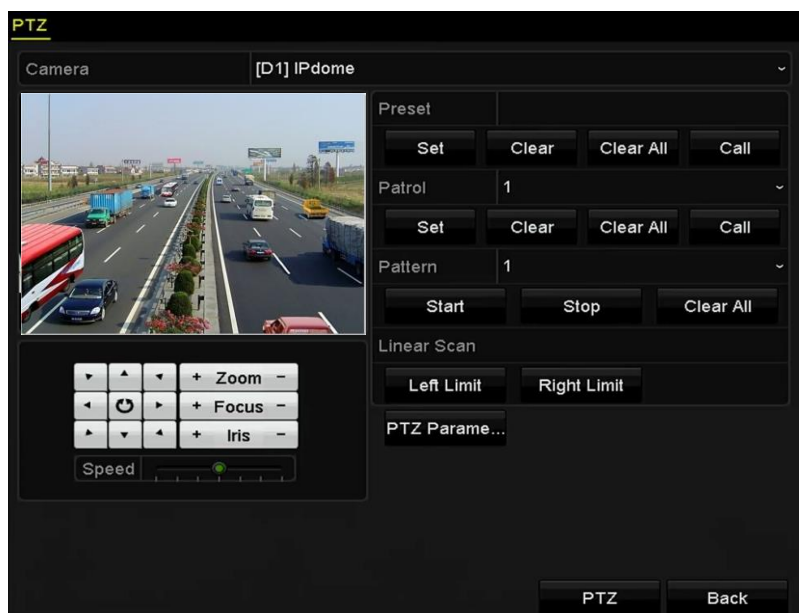 PTZ
Camera [D1] IPdome
Preset
Set Clear Clear All Call
Patrol 1
Set Clear Clear All Call
Pattern 1
Start Stop Clear All
Linear Scan
Left Limit Right Limit
PTZ Parame...
+ Zoom −
+ Focus −
+ Iris −
Speed
PTZ Back